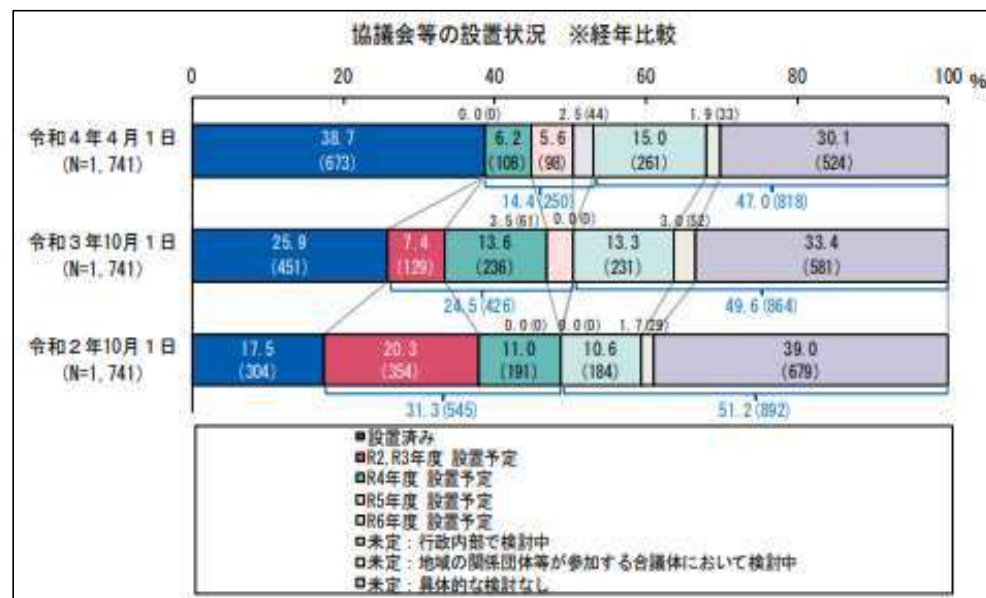 協議会等の設置状況 ※経年比較
0 20 40 60 80 100 %
0.0(0) 2.5(44) 1.9(33)
令和4年4月1日 38.7 6.2 5.6 15.0 30.1
(N=1,741) (673) (108) (98) (261) (524)
14.4(250) 47.0(818)
3.5(61) 0.0(0) 3.0(52)
令和3年10月1日 25.9 7.4 13.6 13.3 33.4
(N=1,741) (451) (129) (236) (231) (581)
24.5(426) 49.6(864)
0.0(0) 0.0(0) 1.7(29)
令和2年10月1日 17.5 20.3 11.0 10.6 39.0
(N=1,741) (304) (354) (191) (184) (679)
31.3(545) 51.2(892)
設置済み
R2,R3年度 設置予定
R4年度 設置予定
R5年度 設置予定
R6年度 設置予定
未定：行政内部で検討中
未定：地域の関係団体等が参加する合議体において検討中
未定：具体的な検討なし